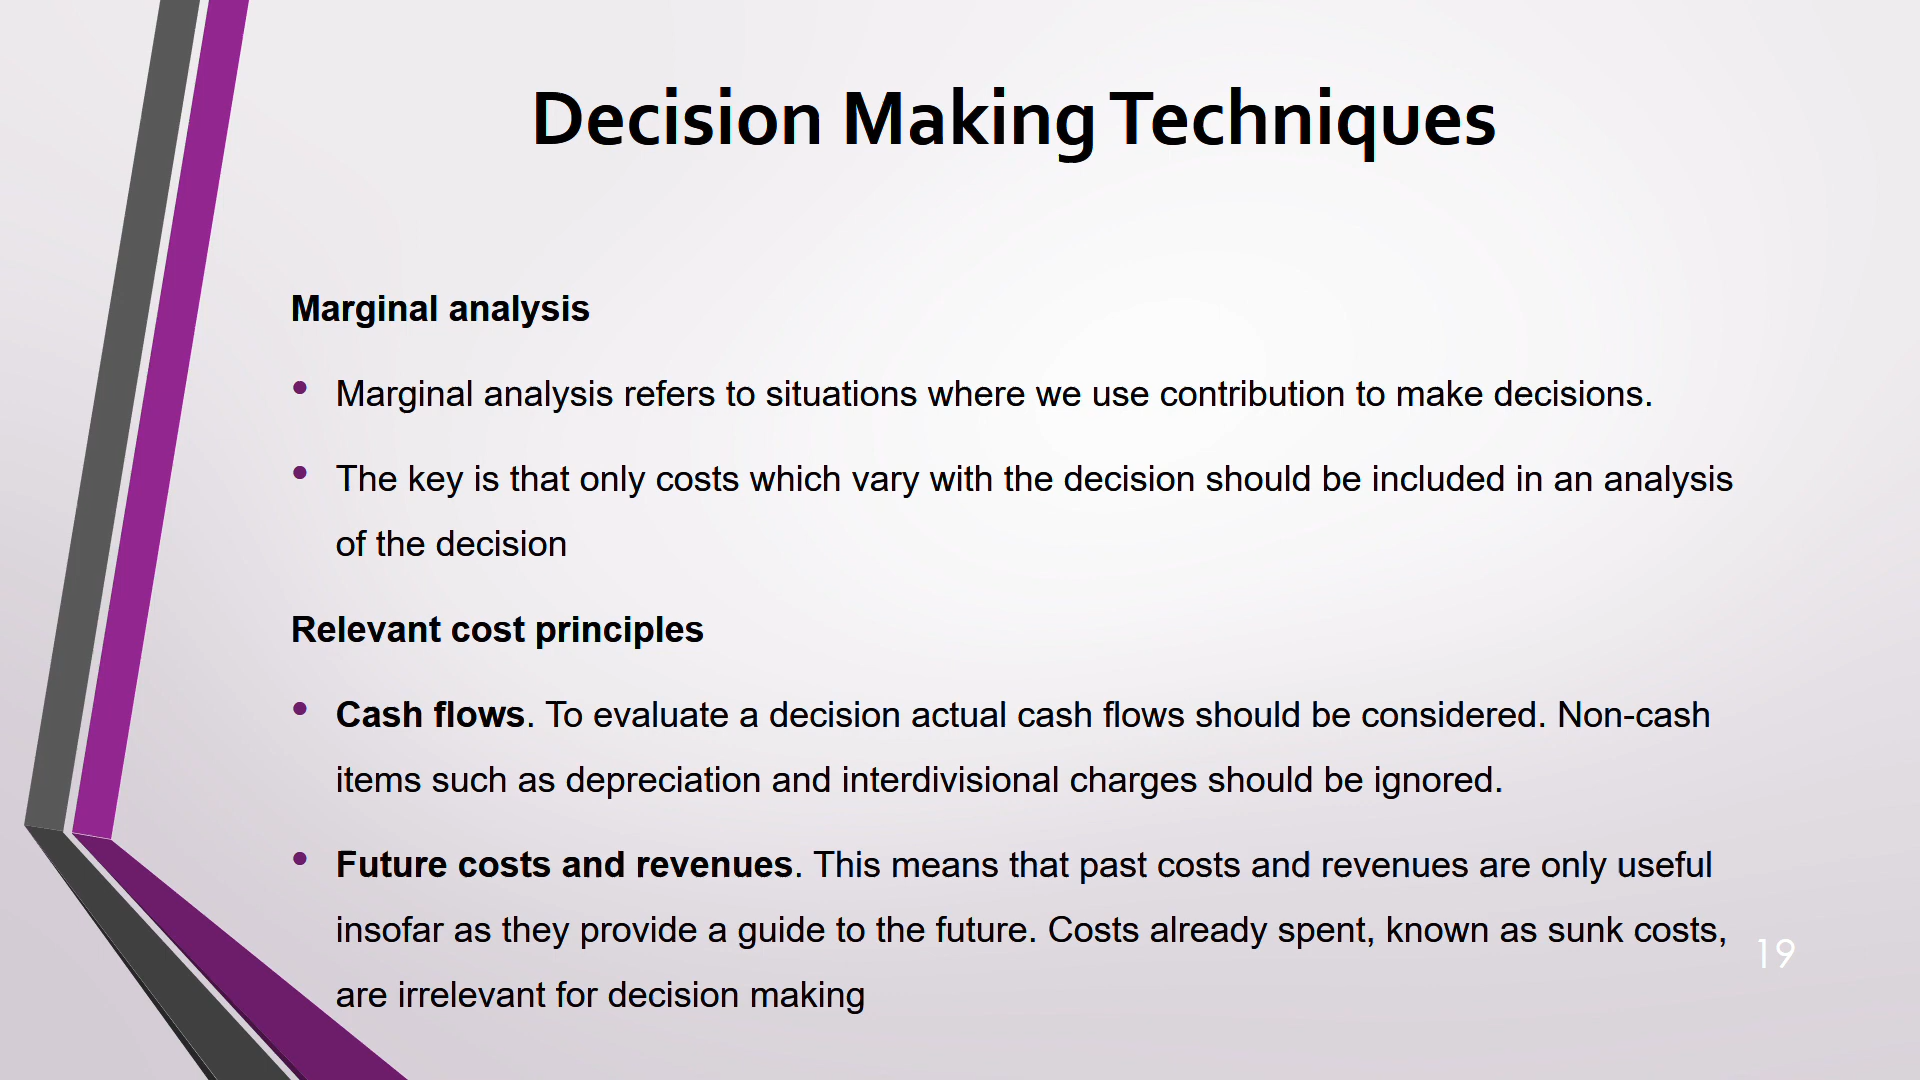 Decision Making Techniques
Marginal analysis
• Marginal analysis refers to situations where we use contribution to make decisions.
• The key is that only costs which vary with the decision should be included in an analysis
of the decision
Relevant cost principles
• Cash flows. To evaluate a decision actual cash flows should be considered. Non-cash
items such as depreciation and interdivisional charges should be ignored.
• Future costs and revenues. This means that past costs and revenues are only useful
insofar as they provide a guide to the future. Costs already spent, known as sunk costs,
are irrelevant for decision making
19